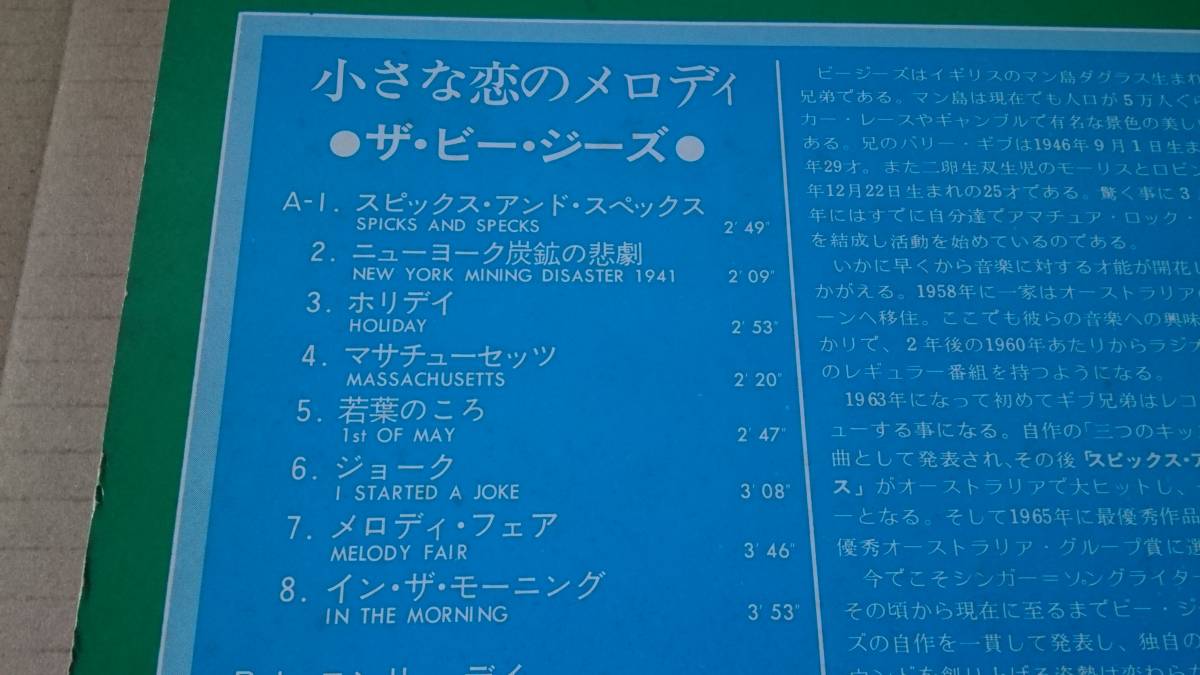 小さな恋のメロディ
●ザ・ビー・ジーズ●
A-1. スピックス・アンド・スペックス
SPICKS AND SPECKS 2′49″
2. ニューヨーク炭鉱の悲劇
NEW YORK MINING DISASTER 1941 2′09″
3. ホリデイ
HOLIDAY 2′53″
4. マサチューセッツ
MASSACHUSETTS 2′20″
5. 若葉のころ
1st OF MAY 2′47″
6. ジョーク
I STARTED A JOKE 3′08″
7. メロディ・フェア
MELODY FAIR 3′46″
8. イン・ザ・モーニング
IN THE MORNING 3′53″
ビージーズはイギリスのマン島ダグラス生まれ
兄弟である。マン島は現在でも人口が5万人ぐ
カー・レースやギャンブルで有名な景色の美し
ある。兄のバリー・ギブは1946年9月1日生ま
年29才。また二卵生双生児のモーリスとロビン
年12月22日生まれの25才である。驚く事に3
年にはすでに自分達でアマチュア・ロック・
を結成し活動を始めているのである。
いかに早くから音楽に対する才能が開花し
かがえる。1958年に一家はオーストラリア
ーンへ移住。ここでも彼らの音楽への興味
かりで、2年後の1960年あたりからラジオ
のレギュラー番組を持つようになる。
1963年になって初めてギブ兄弟はレコ
ューする事になる。自作の「三つのキッ
曲として発表され、その後「スピックス・ア
ス」がオーストラリアで大ヒットし、
ーとなる。そして1965年に最優秀作品
優秀オーストラリア・グループ賞に選
今でこそシンガー＝ソングライター
その頃から現在に至るまでビー・ジ
ズの自作を一貫して発表し、独自の
ウンドを創り上げる姿勢は変わらな